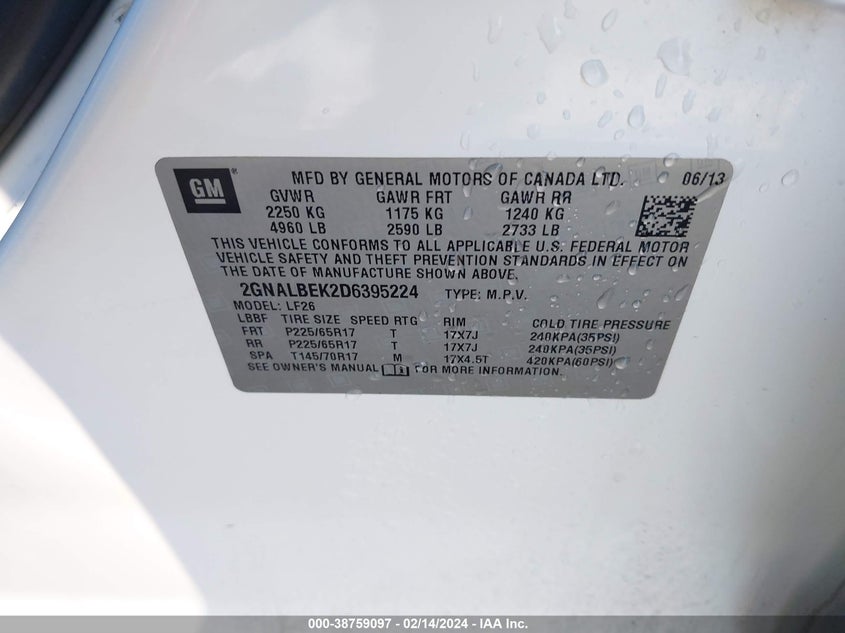 GM ®
MFD BY GENERAL MOTORS OF CANADA LTD. 06/13
GVWR GAWR FRT GAWR RR
2250 KG 1175 KG 1240 KG
4960 LB 2590 LB 2733 LB
THIS VEHICLE CONFORMS TO ALL APPLICABLE U.S. FEDERAL MOTOR
VEHICLE SAFETY AND THEFT PREVENTION STANDARDS IN EFFECT ON
THE DATE OF MANUFACTURE SHOWN ABOVE.
2GNALBEK2D6395224 TYPE: M.P.V.
MODEL: LF26
LBBF TIRE SIZE SPEED RTG RIM COLD TIRE PRESSURE
FRT P225/65R17 T 17X7J 240KPA(35PSI)
RR P225/65R17 T 17X7J 240KPA(35PSI)
SPA T145/70R17 M 17X4.5T 420KPA(60PSI)
SEE OWNER'S MANUAL FOR MORE INFORMATION
000-38759097 - 02/14/2024 - IAA Inc.